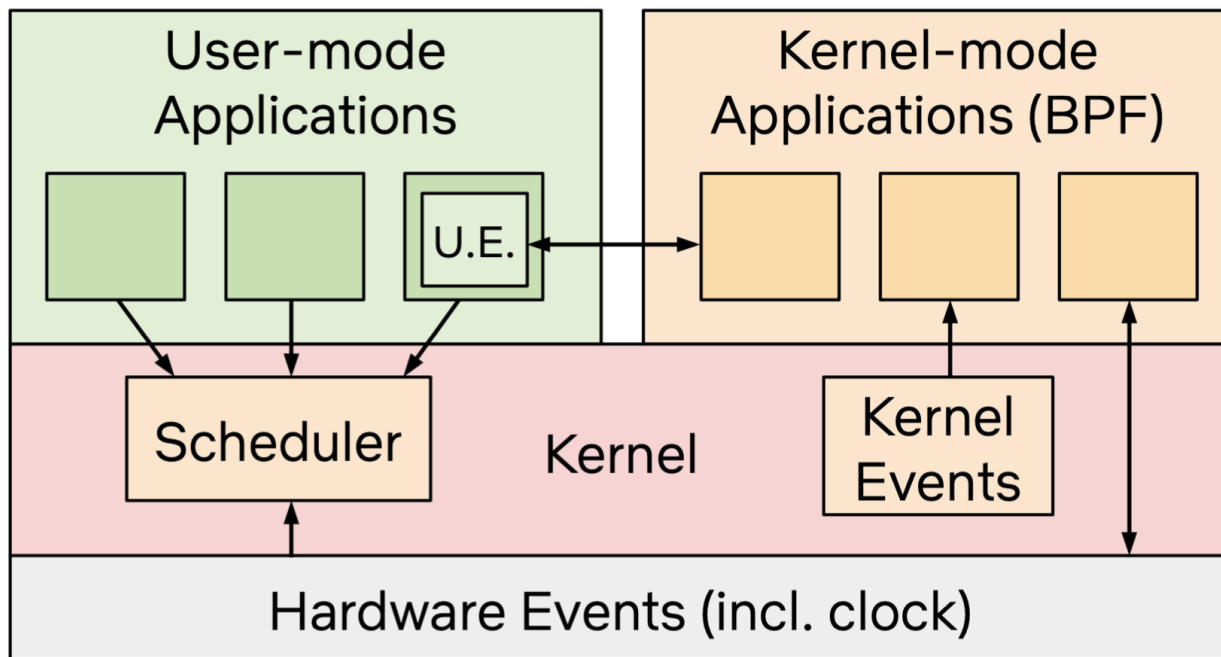 User-mode
Applications
Kernel-mode
Applications (BPF)
U.E.
Scheduler
Kernel
Kernel
Events
Hardware Events (incl. clock)